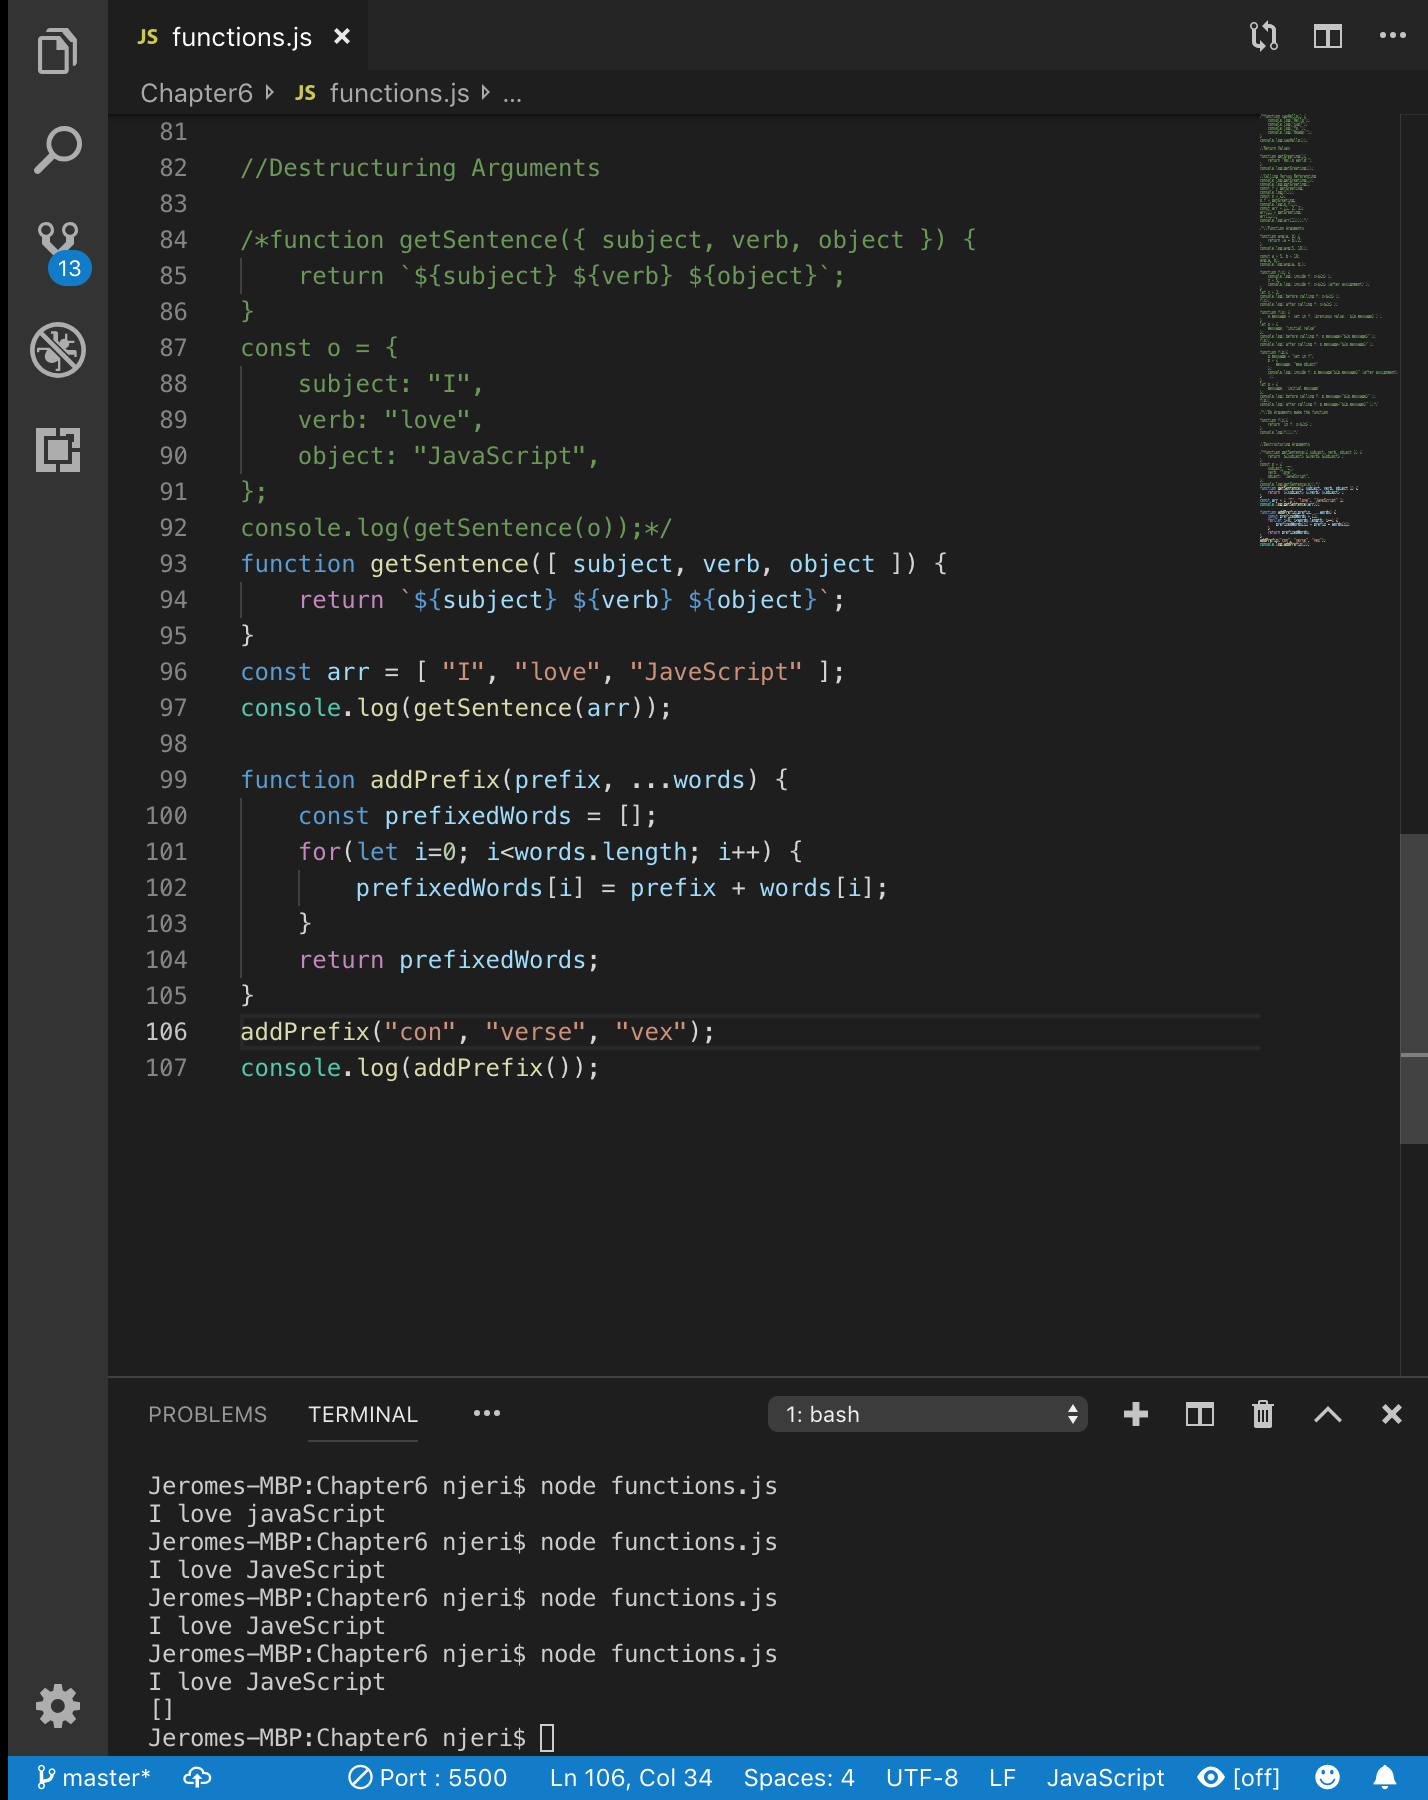 JS functions.js ×
Chapter6 JS functions.js ...
81
82 //Destructuring Arguments
83
84 /*function getSentence({ subject, verb, object }) {
85 return `${subject} ${verb} ${object}`;
86 }
87 const o = {
88 subject: "I",
89 verb: "love",
90 object: "JavaScript",
91 };
92 console.log(getSentence(o));*/
93 function getSentence([ subject, verb, object ]) {
94 return `${subject} ${verb} ${object}`;
95 }
96 const arr = [ "I", "love", "JaveScript" ];
97 console.log(getSentence(arr));
98
99 function addPrefix(prefix, ...words) {
100 const prefixedWords = [];
101 for(let i=0; i<words.length; i++) {
102 prefixedWords[i] = prefix + words[i];
103 }
104 return prefixedWords;
105 }
106 addPrefix("con", "verse", "vex");
107 console.log(addPrefix());
13
PROBLEMS TERMINAL ... 1: bash
Jeromes-MBP:Chapter6 njeri$ node functions.js
I love javaScript
Jeromes-MBP:Chapter6 njeri$ node functions.js
I love JaveScript
Jeromes-MBP:Chapter6 njeri$ node functions.js
I love JaveScript
Jeromes-MBP:Chapter6 njeri$ node functions.js
I love JaveScript
[]
Jeromes-MBP:Chapter6 njeri$
master* Port : 5500 Ln 106, Col 34 Spaces: 4 UTF-8 LF JavaScript [off]